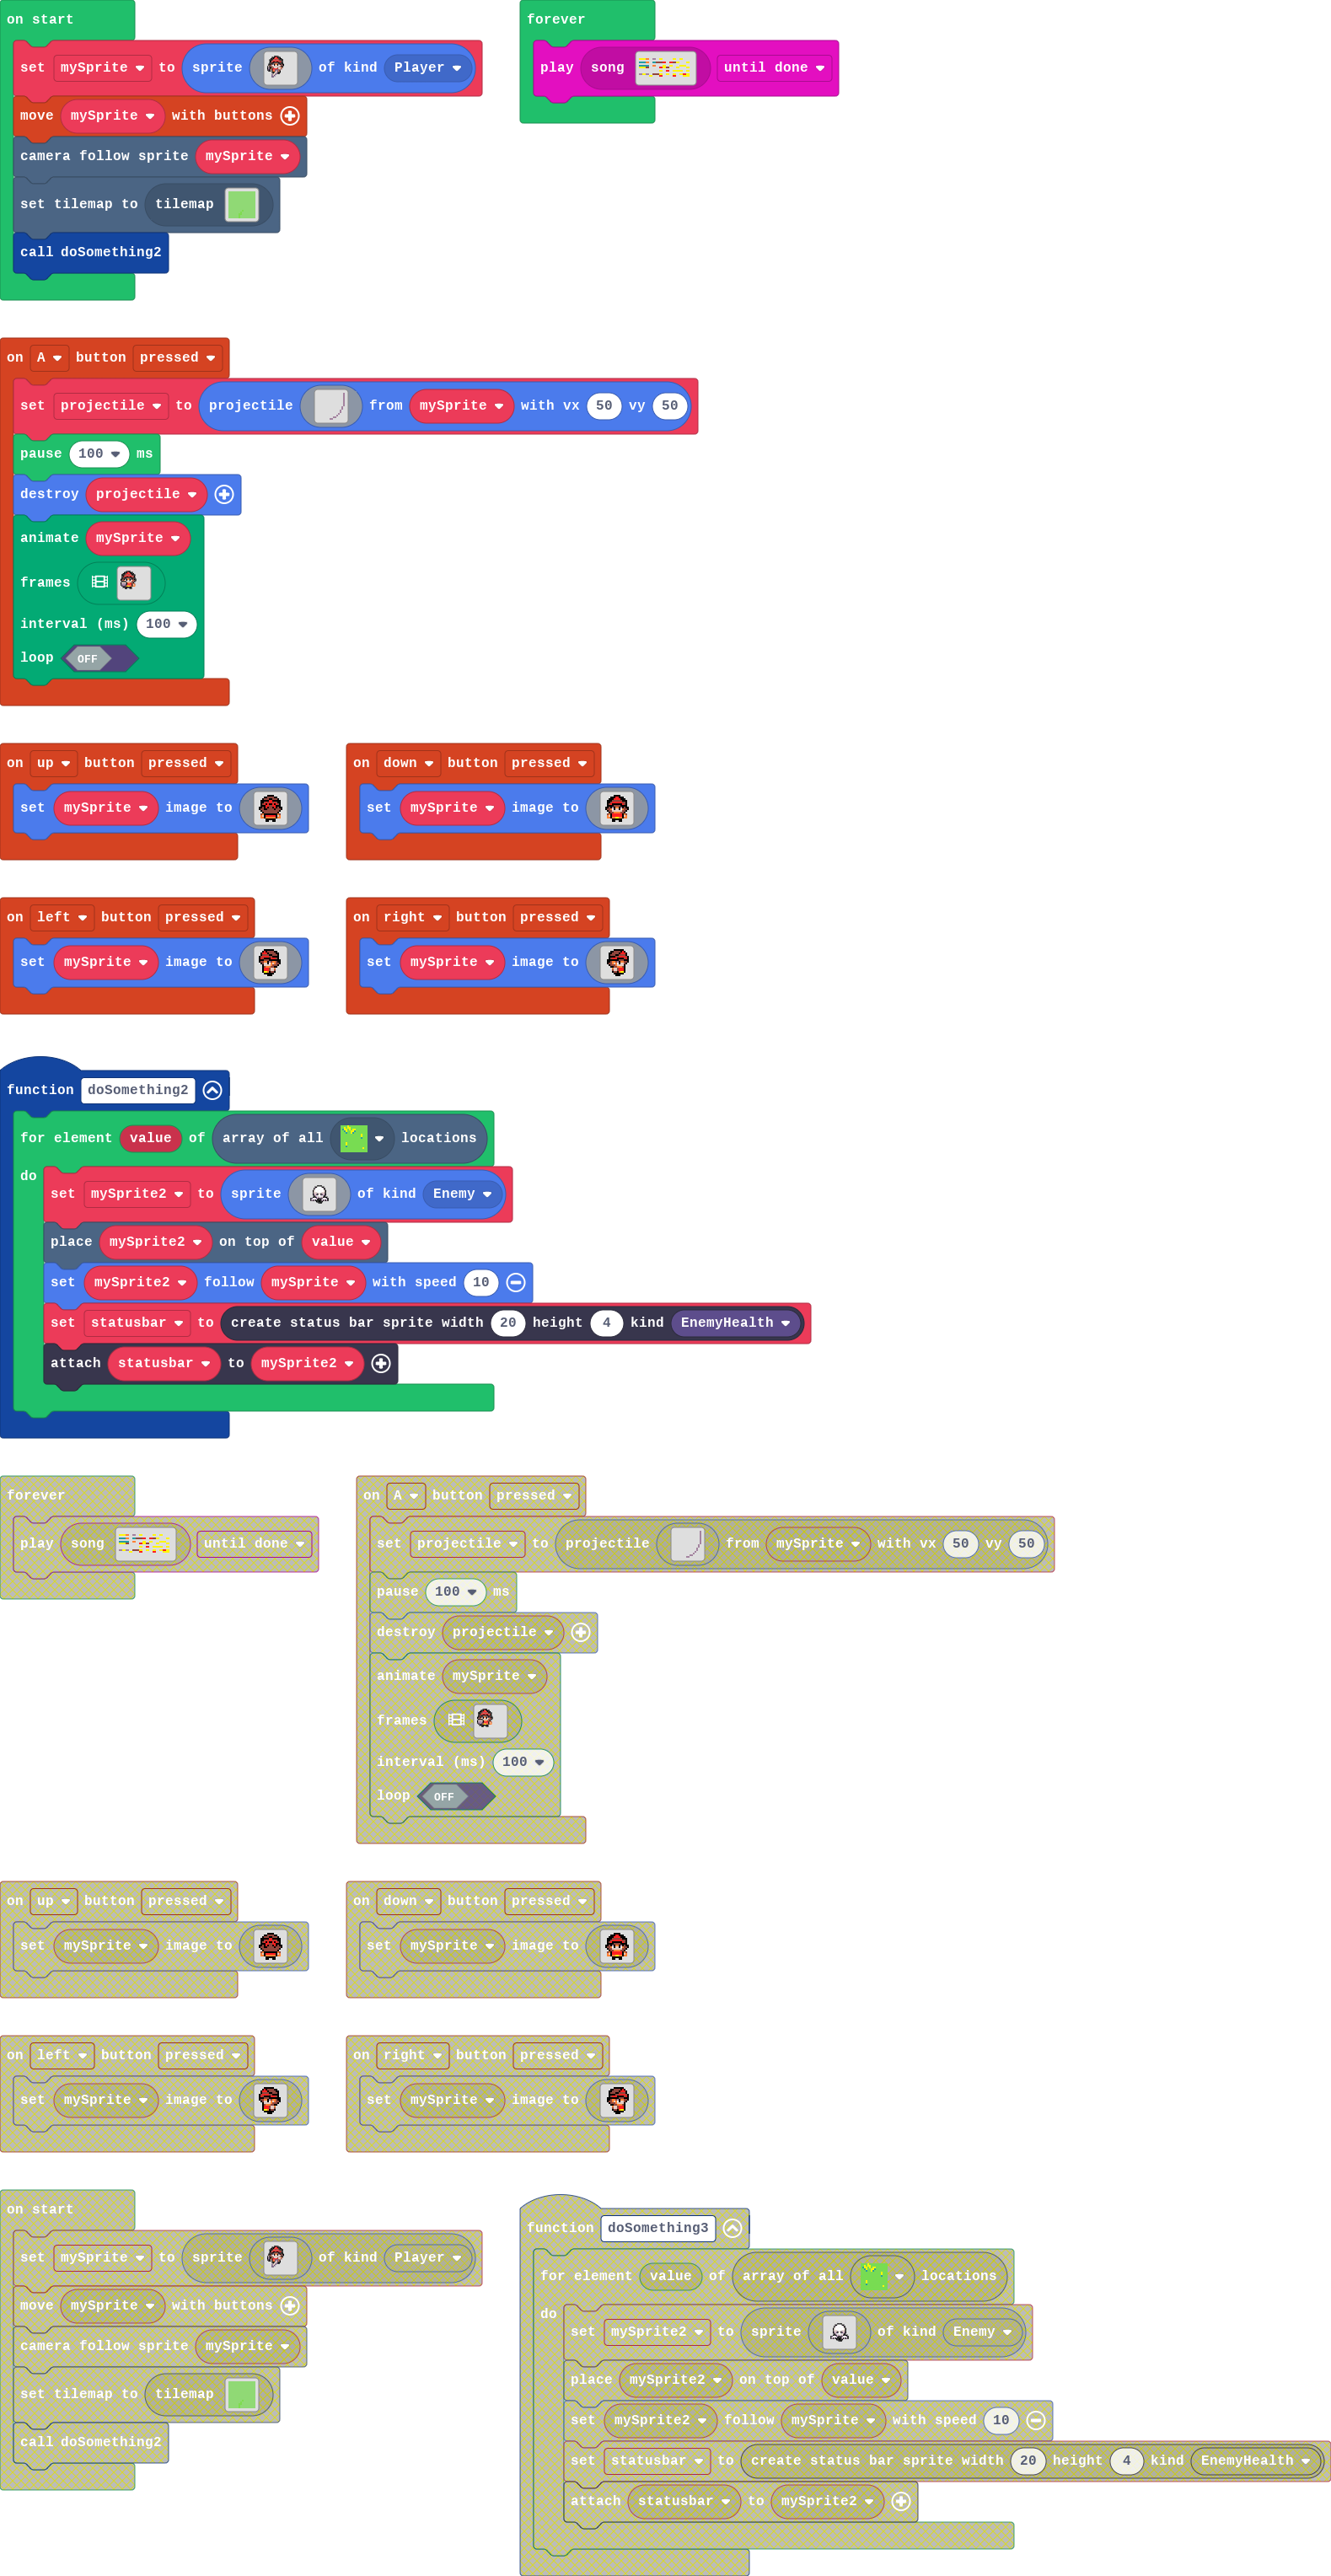 on start
set mySprite to sprite of kind Player
move mySprite with buttons
camera follow sprite mySprite
set tilemap to tilemap
call doSomething2
forever
play song until done
on A button pressed
set projectile to projectile from mySprite with vx 50 vy 50
pause 100 ms
destroy projectile
animate mySprite
frames
interval (ms) 100
loop OFF
on up button pressed
set mySprite image to
on down button pressed
set mySprite image to
on left button pressed
set mySprite image to
on right button pressed
set mySprite image to
function doSomething2
for element value of array of all locations
do
set mySprite2 to sprite of kind Enemy
place mySprite2 on top of value
set mySprite2 follow mySprite with speed 10
set statusbar to create status bar sprite width 20 height 4 kind EnemyHealth
attach statusbar to mySprite2
forever
play song until done
on A button pressed
set projectile to projectile from mySprite with vx 50 vy 50
pause 100 ms
destroy projectile
animate mySprite
frames
interval (ms) 100
loop OFF
on up button pressed
set mySprite image to
on down button pressed
set mySprite image to
on left button pressed
set mySprite image to
on right button pressed
set mySprite image to
on start
set mySprite to sprite of kind Player
move mySprite with buttons
camera follow sprite mySprite
set tilemap to tilemap
call doSomething2
function doSomething3
for element value of array of all locations
do
set mySprite2 to sprite of kind Enemy
place mySprite2 on top of value
set mySprite2 follow mySprite with speed 10
set statusbar to create status bar sprite width 20 height 4 kind EnemyHealth
attach statusbar to mySprite2